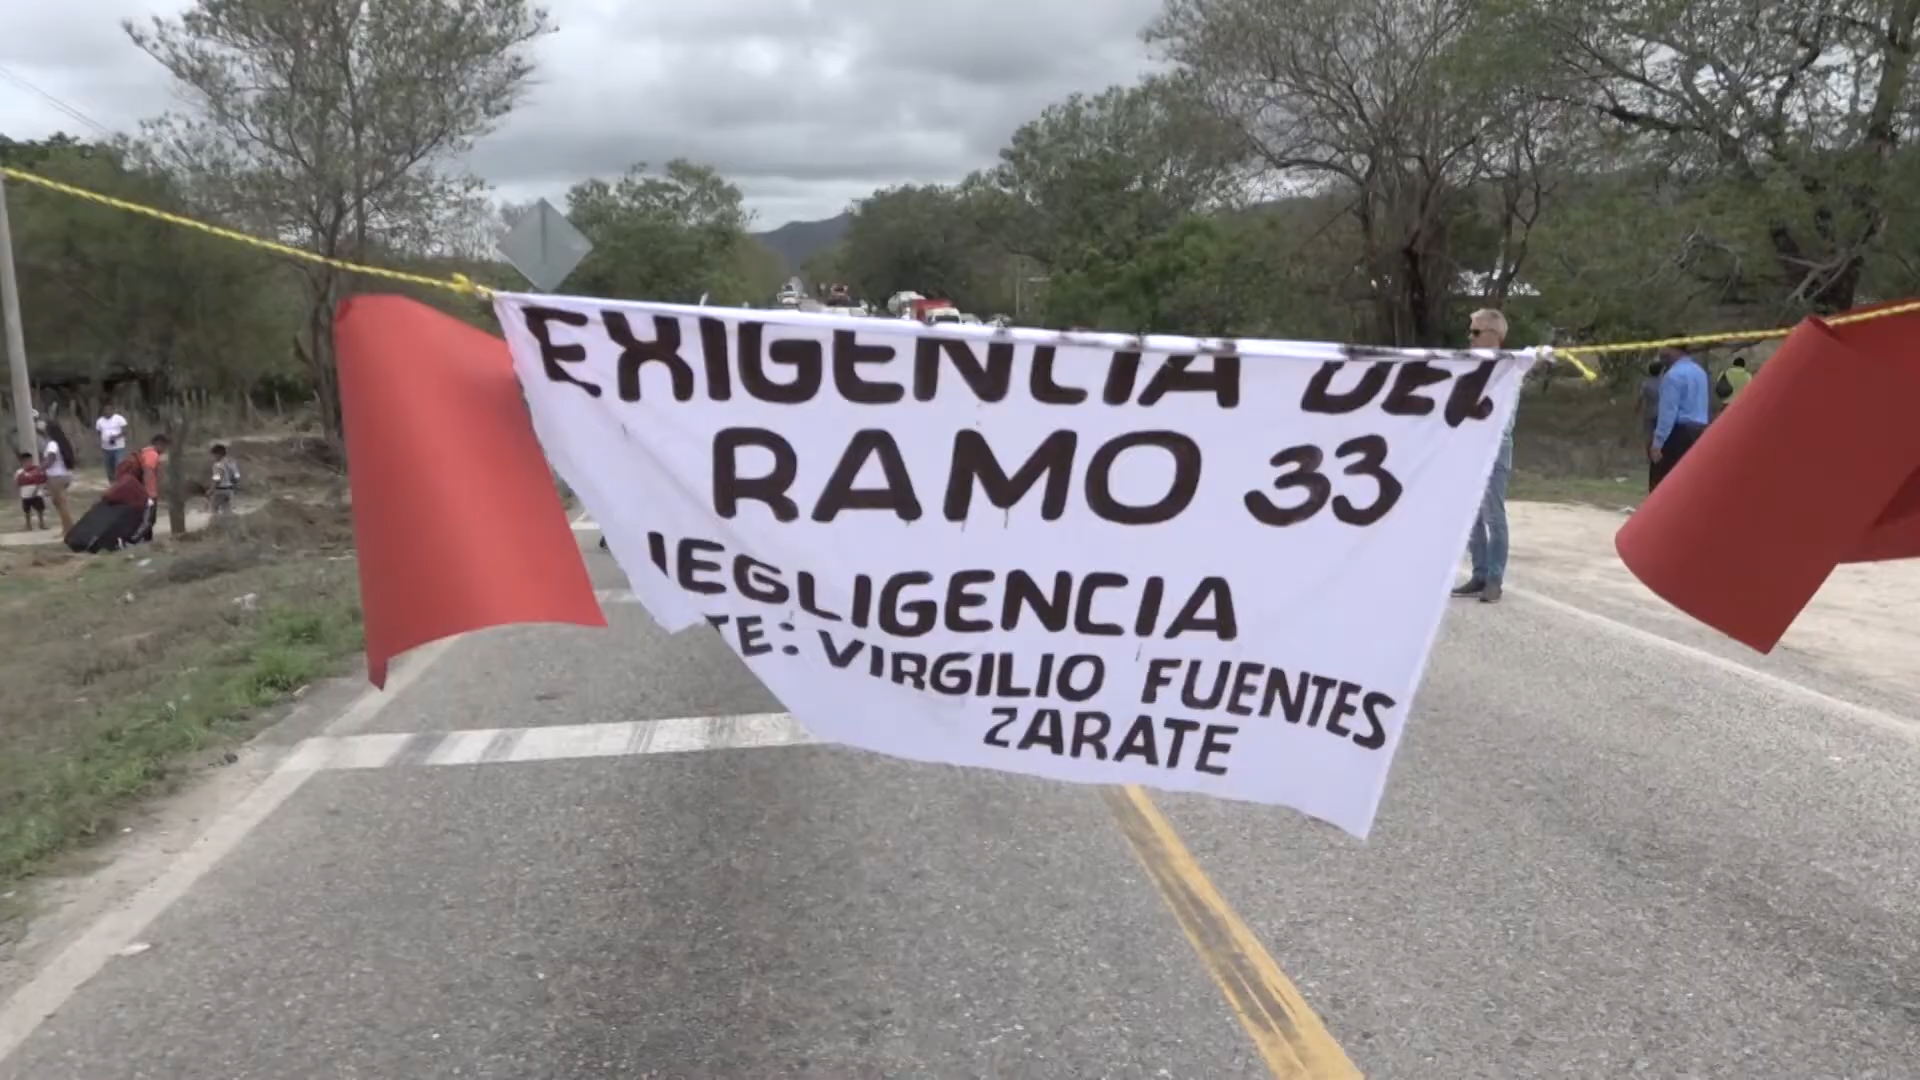 EXIGENCIA DEL
RAMO 33
NEGLIGENCIA
TE: VIRGILIO FUENTES
ZARATE